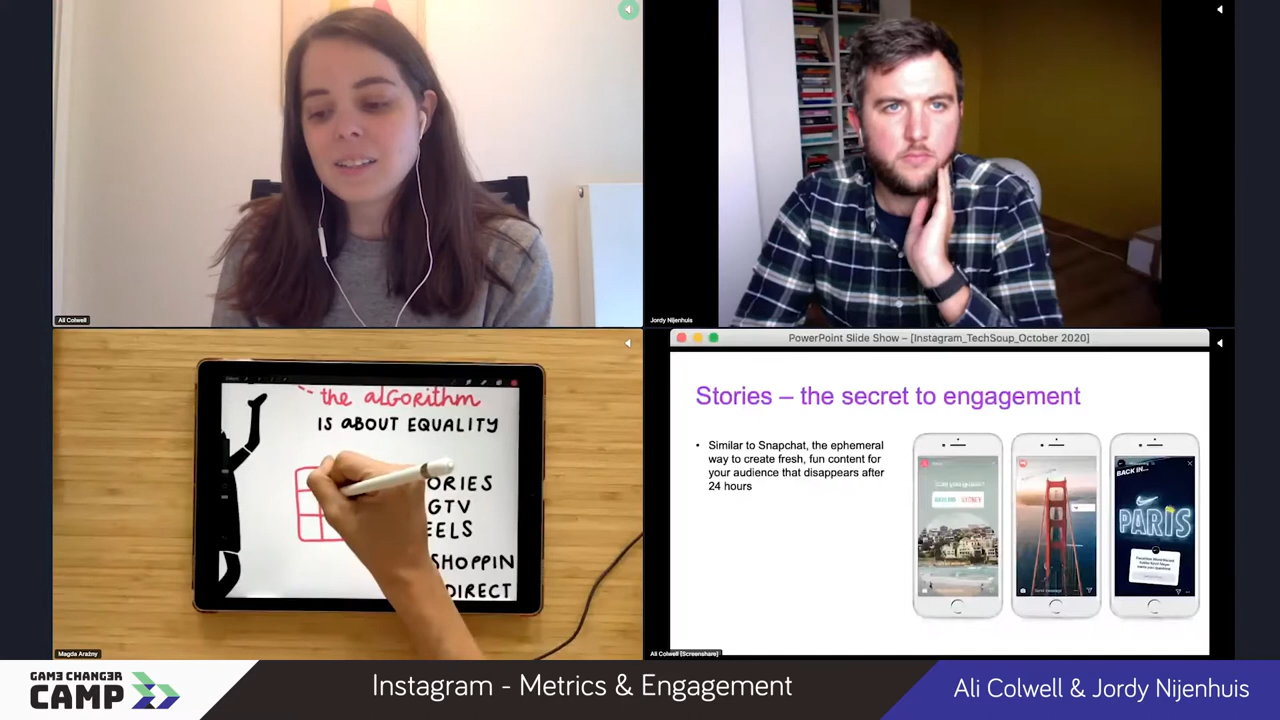 Ali Colwell
Jordy Nijenhuis
the alGorithm
IS aBOUT EQUALITY
ORIES
GTV
EELS
SHOPPIN
DIRECT
Magda Arażny
PowerPoint Slide Show – [Instagram_TechSoup_October 2020]
Stories – the secret to engagement
• Similar to Snapchat, the ephemeral
way to create fresh, fun content for
your audience that disappears after
24 hours
BACK IN...
PARIS
Ali Colwell [Screenshare]
GAME CHANGER
CAMP
Instagram - Metrics & Engagement
Ali Colwell & Jordy Nijenhuis